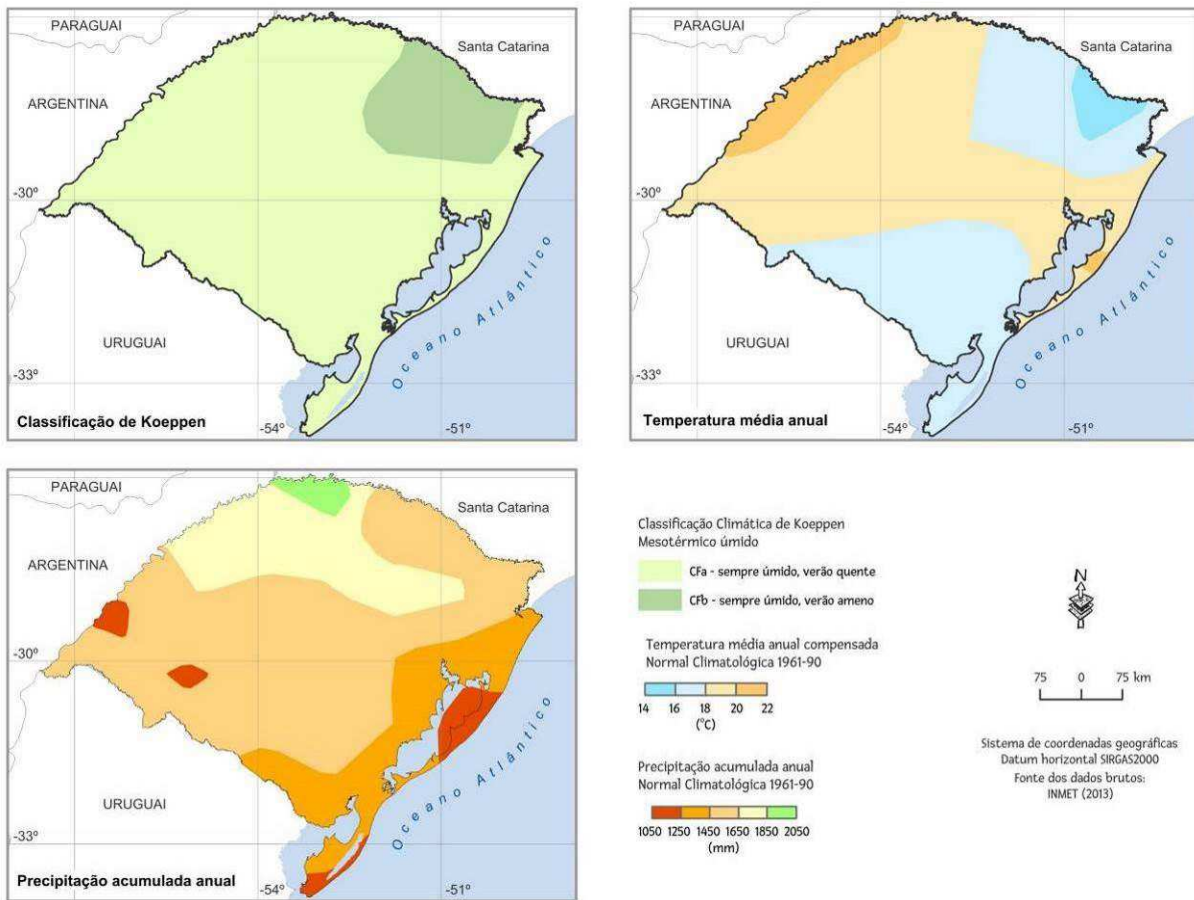 PARAGUAI
Santa Catarina
ARGENTINA
-30º
Oceano Atlântico
URUGUAI
-33º
Classificação de Koeppen
-54º
-51º
PARAGUAI
Santa Catarina
ARGENTINA
-30º
Oceano Atlântico
URUGUAI
-33º
Temperatura média anual
-54º
-51º
PARAGUAI
Santa Catarina
ARGENTINA
-30º
Oceano Atlântico
URUGUAI
-33º
Precipitação acumulada anual
-54º
-51º
Classificação Climática de Koeppen
Mesotérmico úmido
CFa - sempre úmido, verão quente
CFb - sempre úmido, verão ameno
Temperatura média anual compensada
Normal Climatológica 1961-90
14 16 18 20 22
(°C)
Precipitação acumulada anual
Normal Climatológica 1961-90
1050 1250 1450 1650 1850 2050
(mm)
N
75 0 75 km
Sistema de coordenadas geográficas
Datum horizontal SIRGAS2000
Fonte dos dados brutos:
INMET (2013)